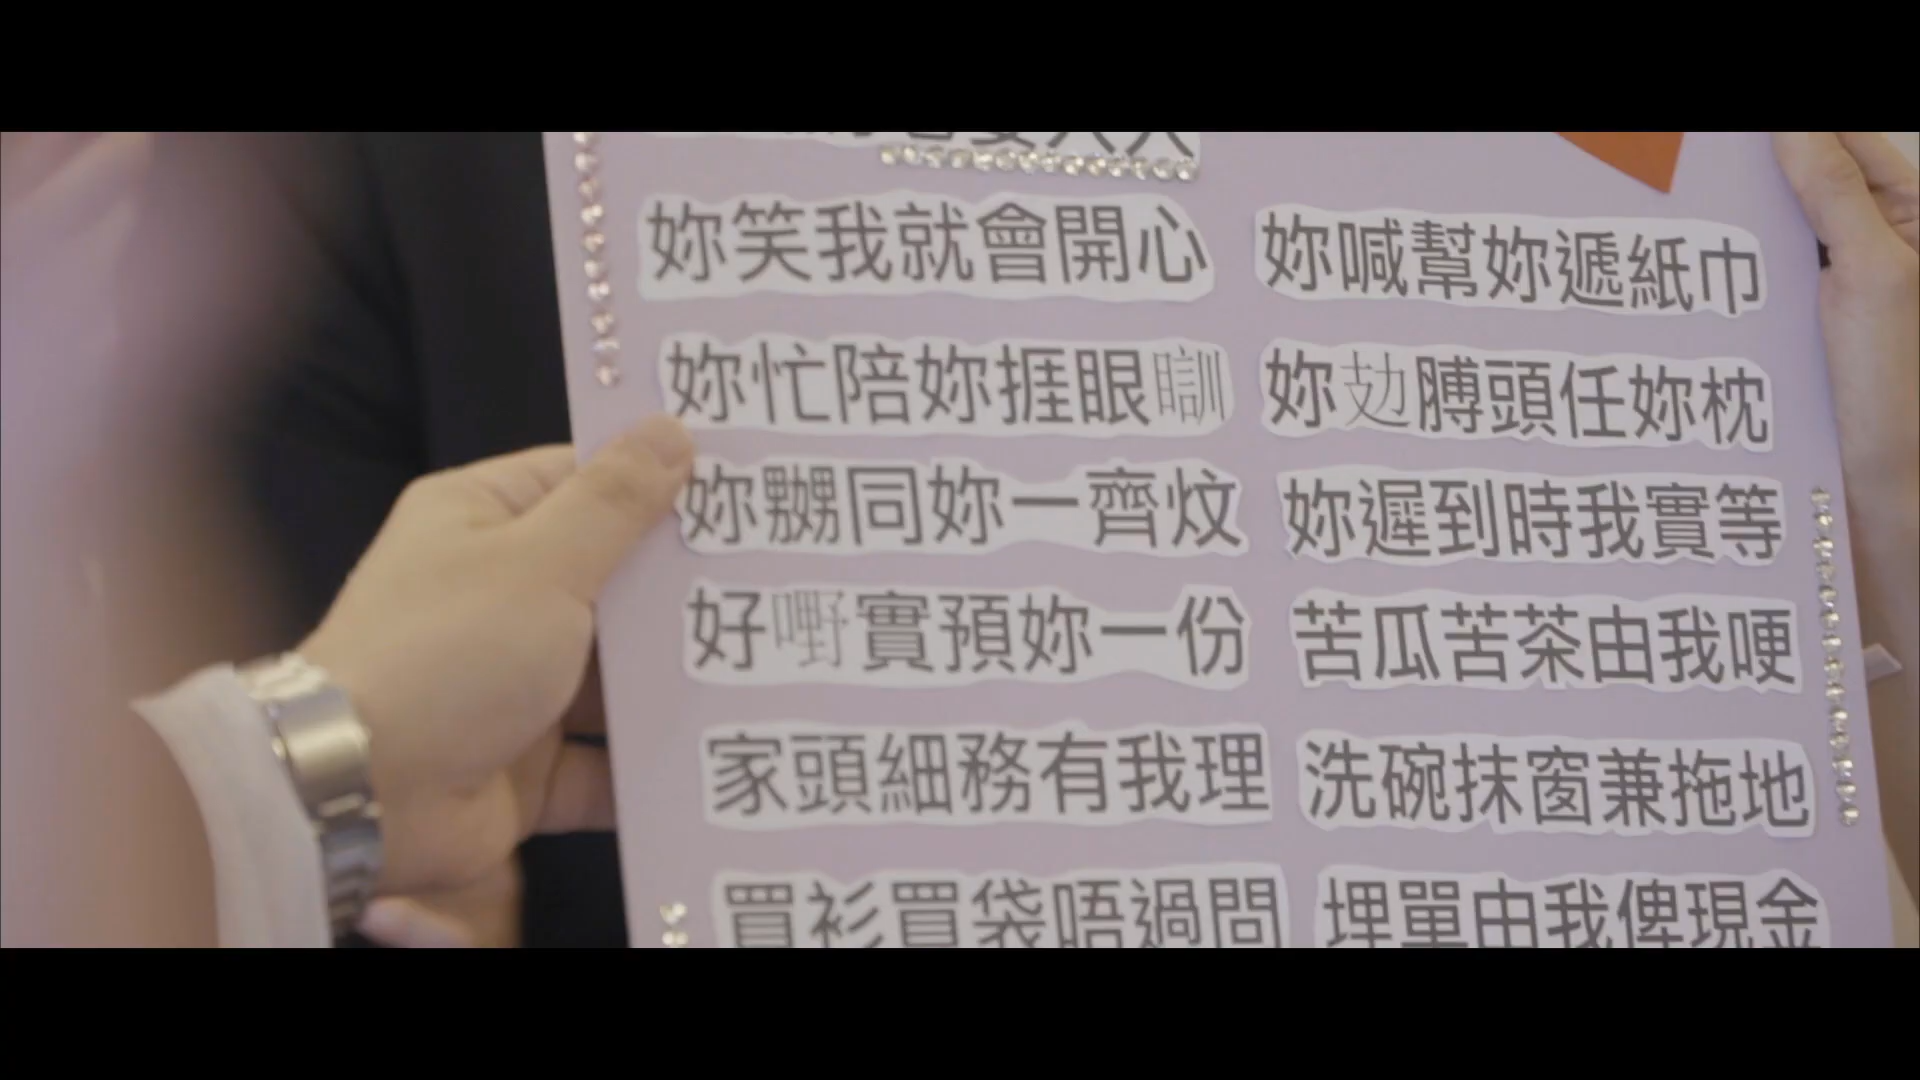 妳笑我就會開心 妳喊幫妳遞紙巾
妳忙陪妳捱眼瞓 妳攰膊頭任妳枕
妳嬲同妳一齊炆 妳遲到時我實等
好嘢實預妳一份 苦瓜苦茶由我哽
家頭細務有我理 洗碗抹窗兼拖地
買衫買袋唔過問 埋單由我俾現金